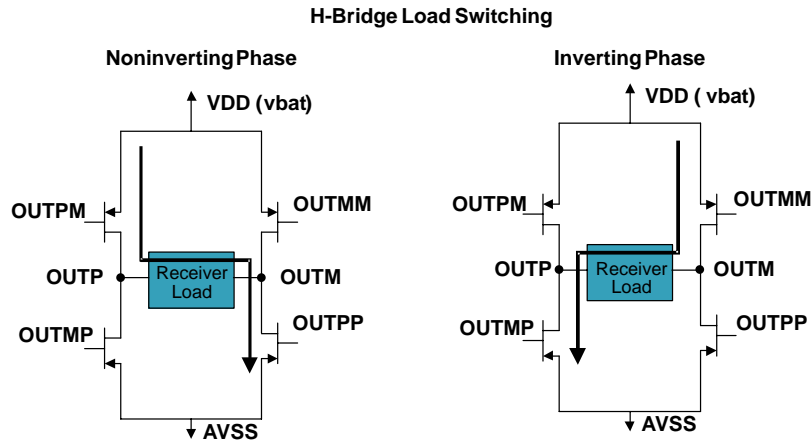 H-Bridge Load Switching
Noninverting Phase
VDD (vbat)
OUTPM
OUTMM
OUTP
Receiver
Load
OUTM
OUTMP
OUTPP
AVSS
Inverting Phase
VDD ( vbat)
OUTPM
OUTMM
OUTP
Receiver
Load
OUTM
OUTMP
OUTPP
AVSS